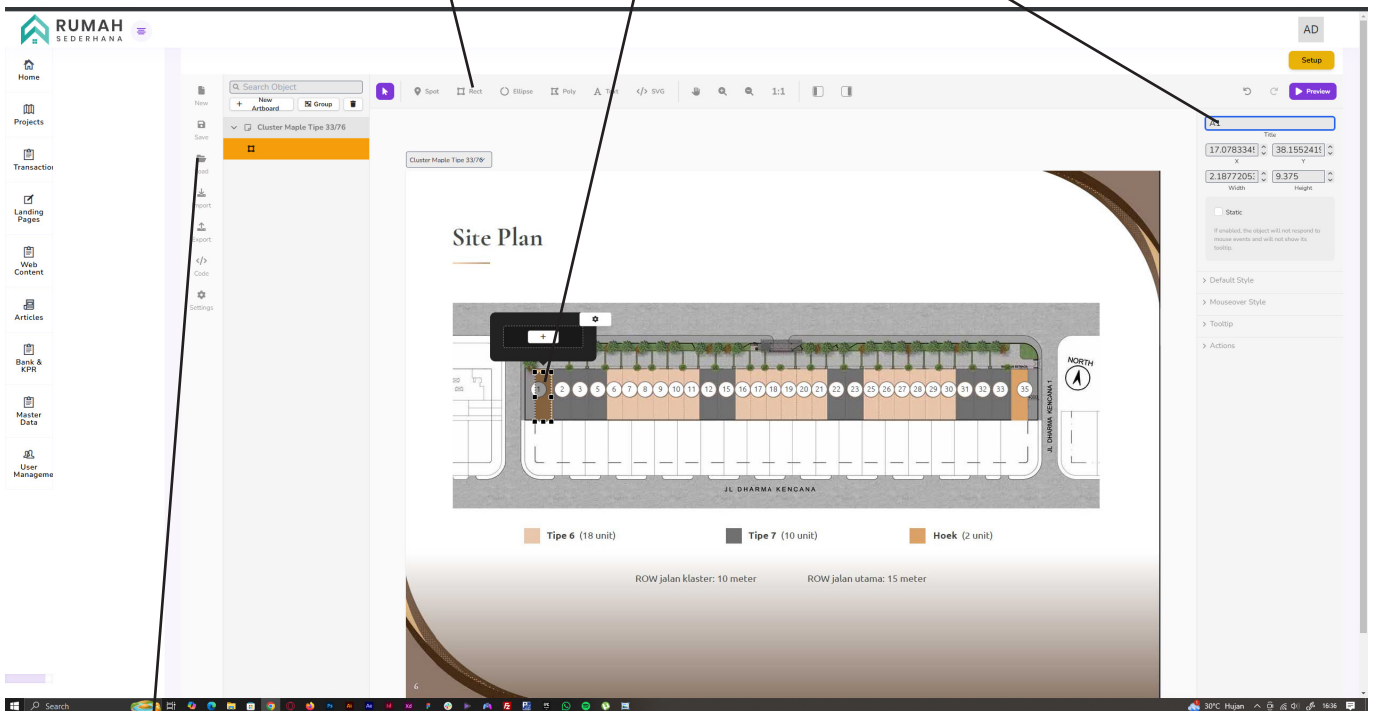 RUMAH
SEDERHANA
AD
Setup
Home
Projects
Transaction
Landing
Pages
Web
Content
Articles
Bank &
KPR
Master
Data
User
Manageme
New
Save
Import
Export
Code
Settings
Search Object
+ New Artboard
Group
Cluster Maple Tipe 33/76
Spot Rect Ellipse Poly A Text </> SVG 1:1
Preview
A1
Title
17.078334 38.1552415
X Y
2.1877205 9.375
Width Height
Static
If enabled, the object will not respond to
mouse events and will not show its
tooltip.
> Default Style
> Mouseover Style
> Tooltip
> Actions
Cluster Maple Tipe 33/76
Site Plan
+
NORTH
2 3 5 6 7 8 9 10 11 12 15 16 17 18 19 20 21 22 23 25 26 27 28 29 30 31 32 33 35
JL DHARMA KENCANA 1
JL DHARMA KENCANA
Tipe 6 (18 unit) Tipe 7 (10 unit) Hoek (2 unit)
ROW jalan klaster: 10 meter ROW jalan utama: 15 meter
6
Search
30°C Hujan
1636